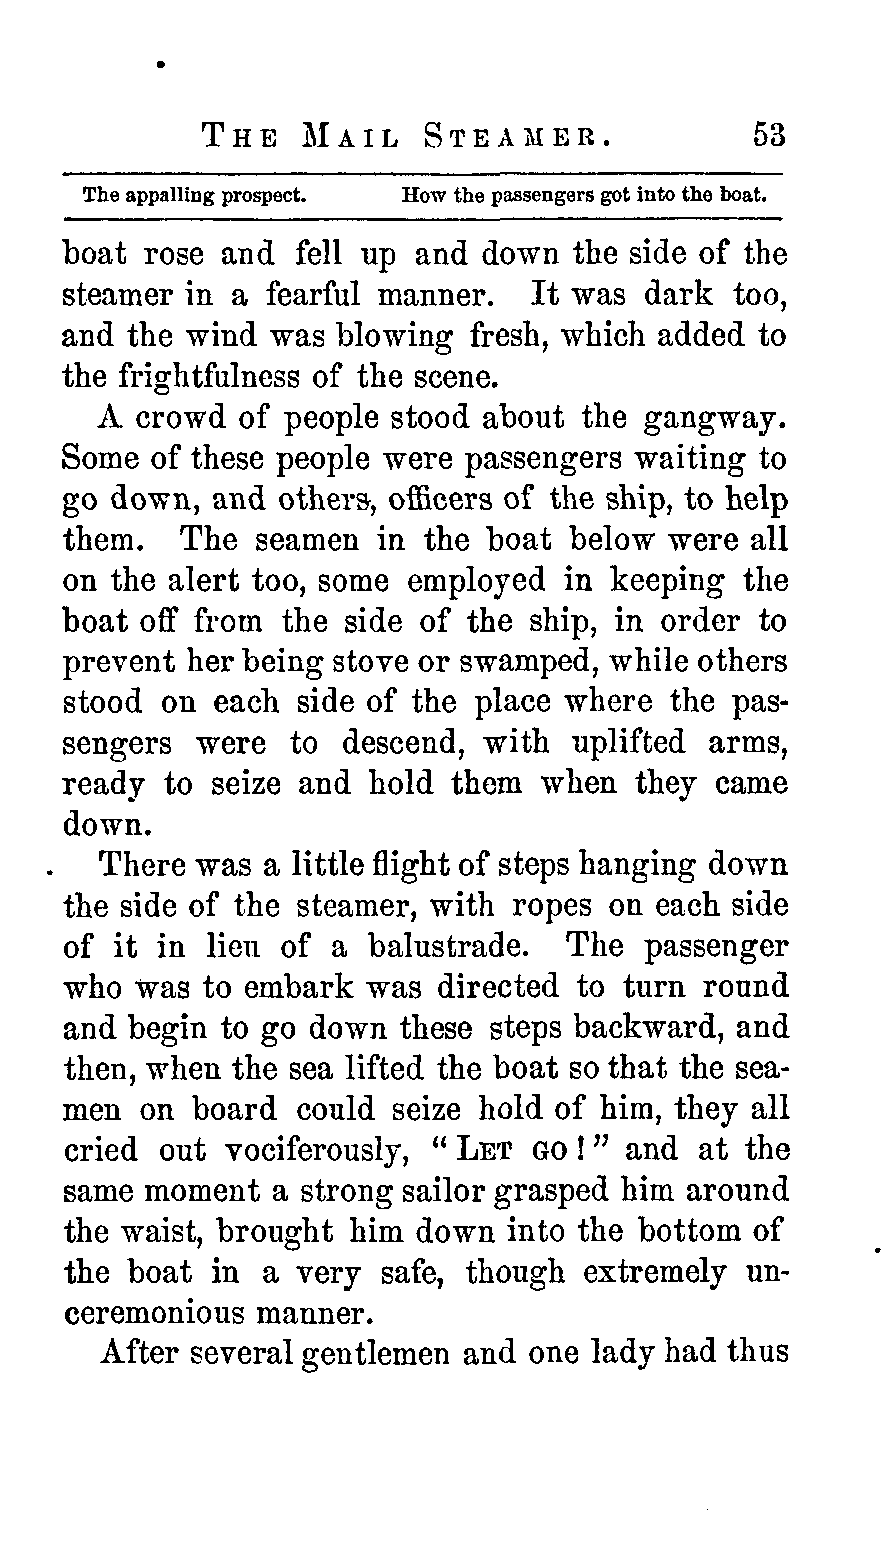 THE MAIL STEAMER. 53
The appalling prospect. How the passengers got into the boat.
boat rose and fell up and down the side of the
steamer in a fearful manner. It was dark too,
and the wind was blowing fresh, which added to
the frightfulness of the scene.
A crowd of people stood about the gangway.
Some of these people were passengers waiting to
go down, and others, officers of the ship, to help
them. The seamen in the boat below were all
on the alert too, some employed in keeping the
boat off from the side of the ship, in order to
prevent her being stove or swamped, while others
stood on each side of the place where the pas-
sengers were to descend, with uplifted arms,
ready to seize and hold them when they came
down.
There was a little flight of steps hanging down
the side of the steamer, with ropes on each side
of it in lieu of a balustrade. The passenger
who was to embark was directed to turn round
and begin to go down these steps backward, and
then, when the sea lifted the boat so that the sea-
men on board could seize hold of him, they all
cried out vociferously, “LET GO!” and at the
same moment a strong sailor grasped him around
the waist, brought him down into the bottom of
the boat in a very safe, though extremely un-
ceremonious manner.
After several gentlemen and one lady had thus